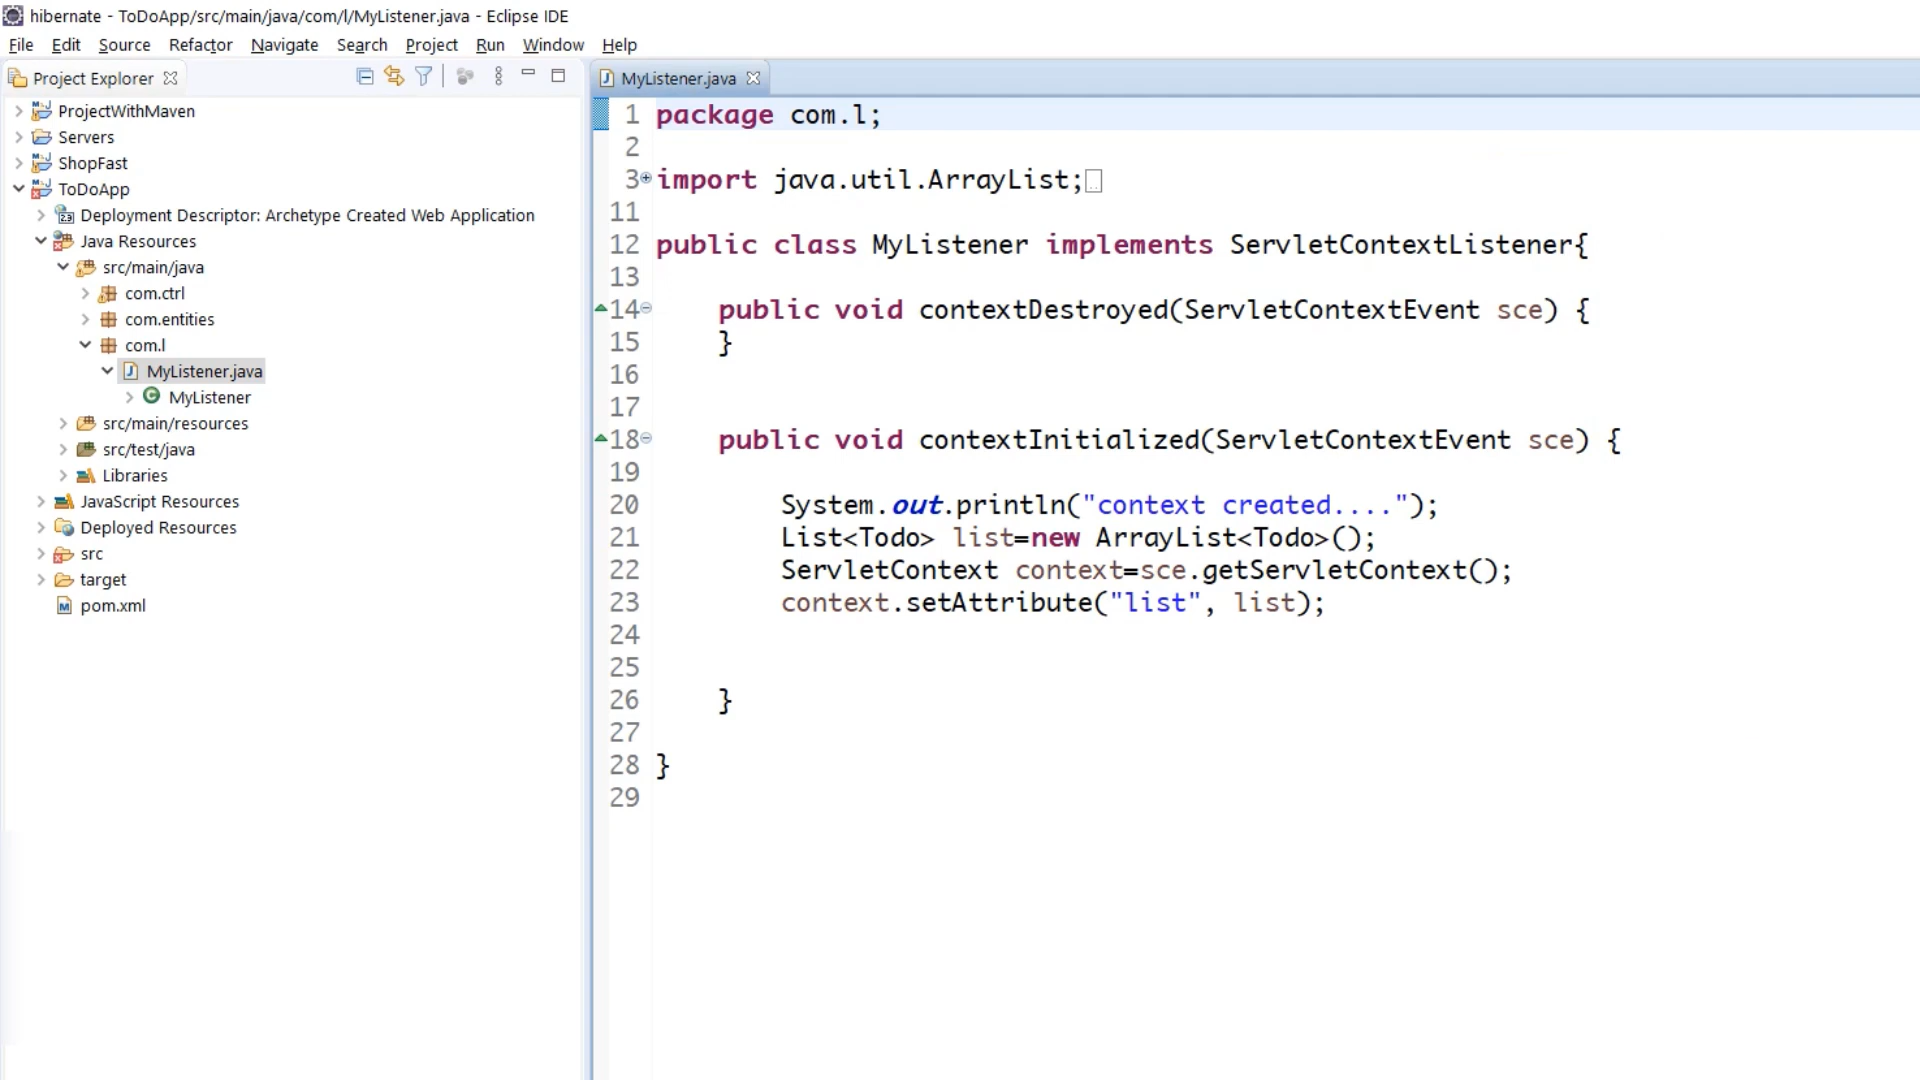 hibernate - ToDoApp/src/main/java/com/l/MyListener.java - Eclipse IDE
File Edit Source Refactor Navigate Search Project Run Window Help
Project Explorer
ProjectWithMaven
Servers
ShopFast
ToDoApp
Deployment Descriptor: Archetype Created Web Application
Java Resources
src/main/java
com.ctrl
com.entities
com.l
MyListener.java
MyListener
src/main/resources
src/test/java
Libraries
JavaScript Resources
Deployed Resources
src
target
pom.xml
MyListener.java
1 package com.l;
2
3 import java.util.ArrayList;
11
12 public class MyListener implements ServletContextListener{
13
14 public void contextDestroyed(ServletContextEvent sce) {
15 }
16
17
18 public void contextInitialized(ServletContextEvent sce) {
19
20 System.out.println("context created....");
21 List<Todo> list=new ArrayList<Todo>();
22 ServletContext context=sce.getServletContext();
23 context.setAttribute("list", list);
24
25
26 }
27
28 }
29